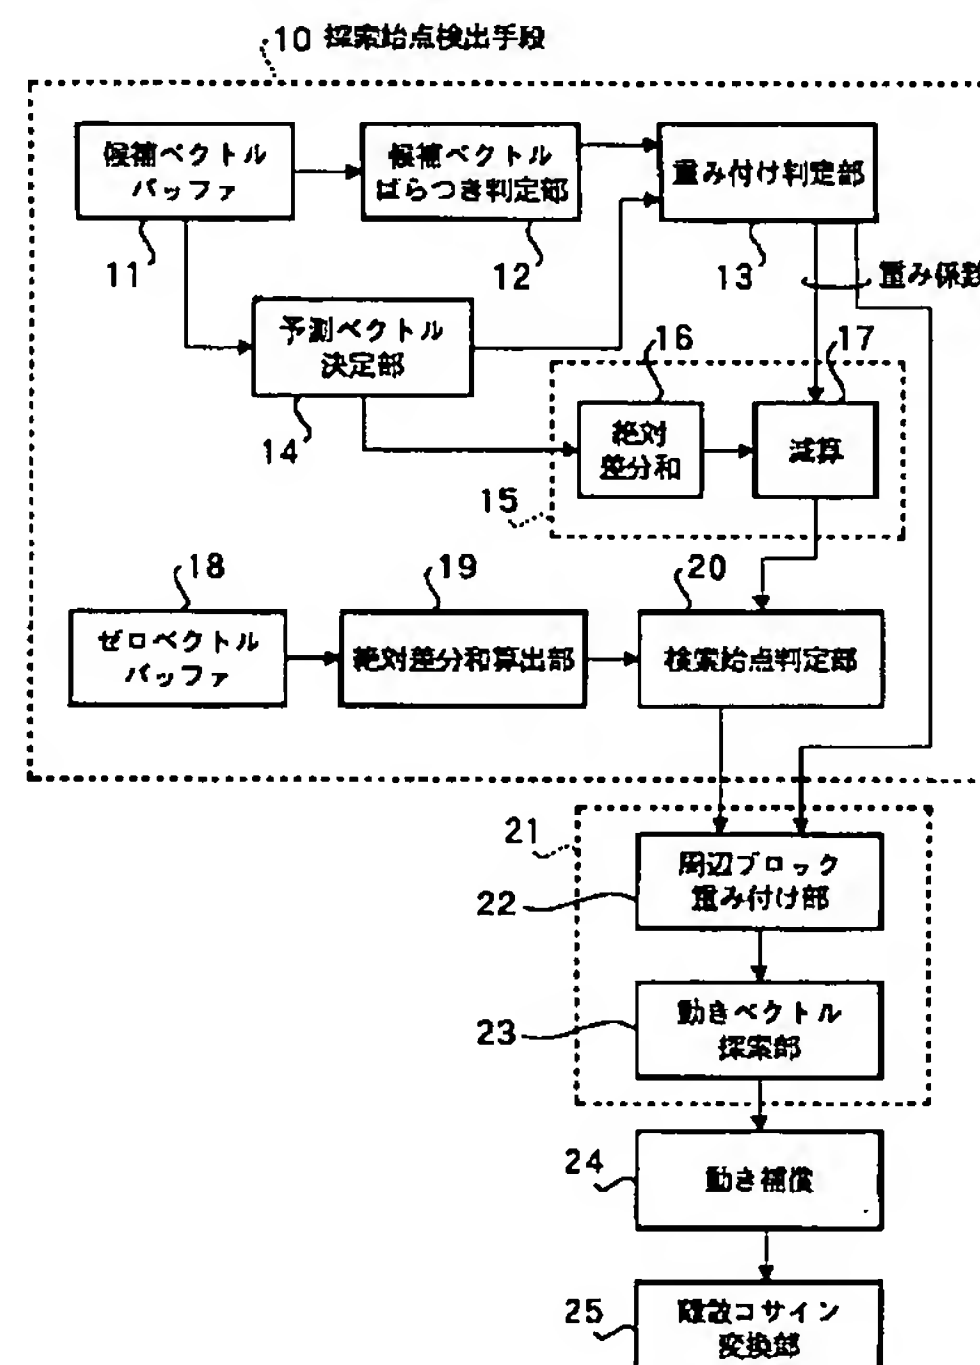 10 探索始点検出手段
候補ベクトル
バッファ
候補ベクトル
ばらつき判定部
重み付け判定部
11
12
13
重み係数
予測ベクトル
決定部
14
16
17
絶対
差分和
減算
15
18
19
20
ゼロベクトル
バッファ
絶対差分和算出部
検索始点判定部
21
周辺ブロック
重み付け部
22
動きベクトル
探索部
23
24
動き補償
25
離散コサイン
変換部